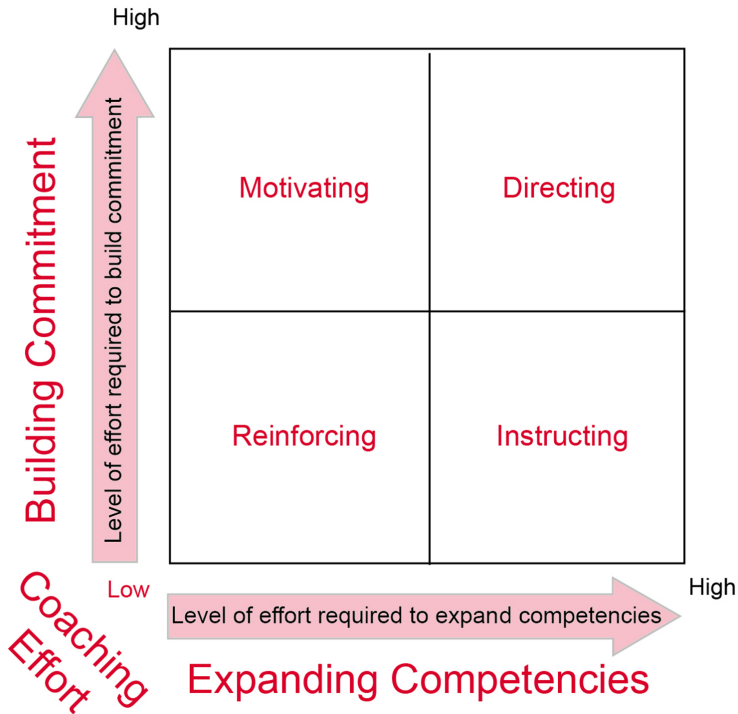 High
Building Commitment
Level of effort required to build commitment
Motivating
Directing
Reinforcing
Instructing
Low
High
Level of effort required to expand competencies
Coaching
Effort
Expanding Competencies